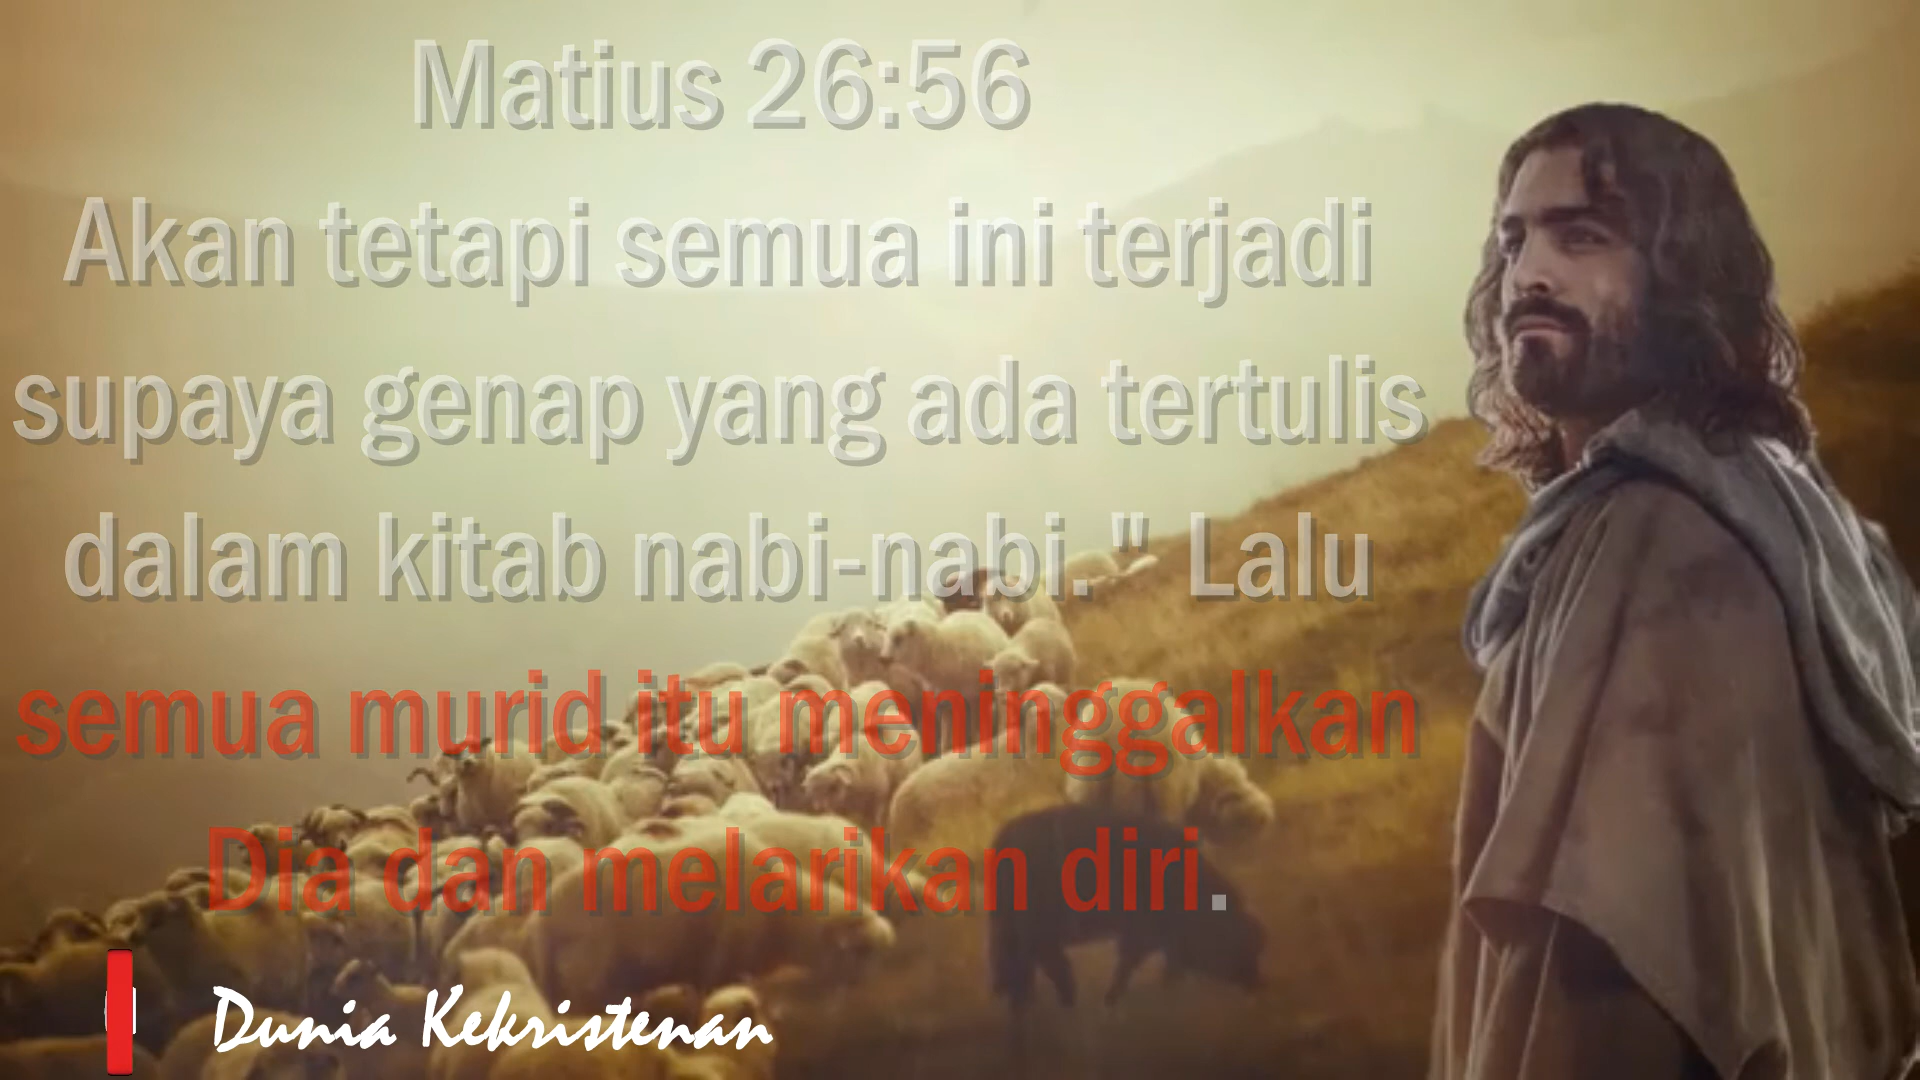 Matius 26:56
Akan tetapi semua ini terjadi
supaya genap yang ada tertulis
dalam kitab nabi-nabi." Lalu
semua murid itu meninggalkan
Dia dan melarikan diri.
Dunia Kekristenan